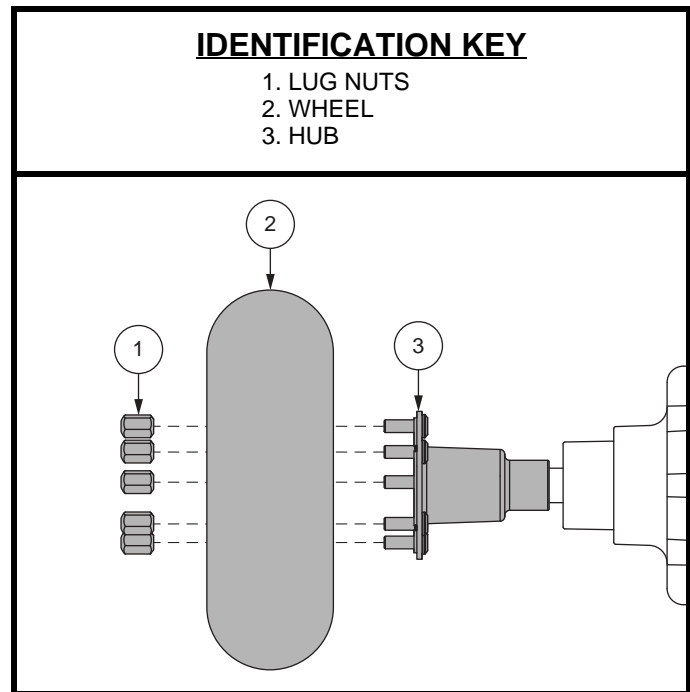 IDENTIFICATION KEY
1. LUG NUTS
2. WHEEL
3. HUB
2
1
3